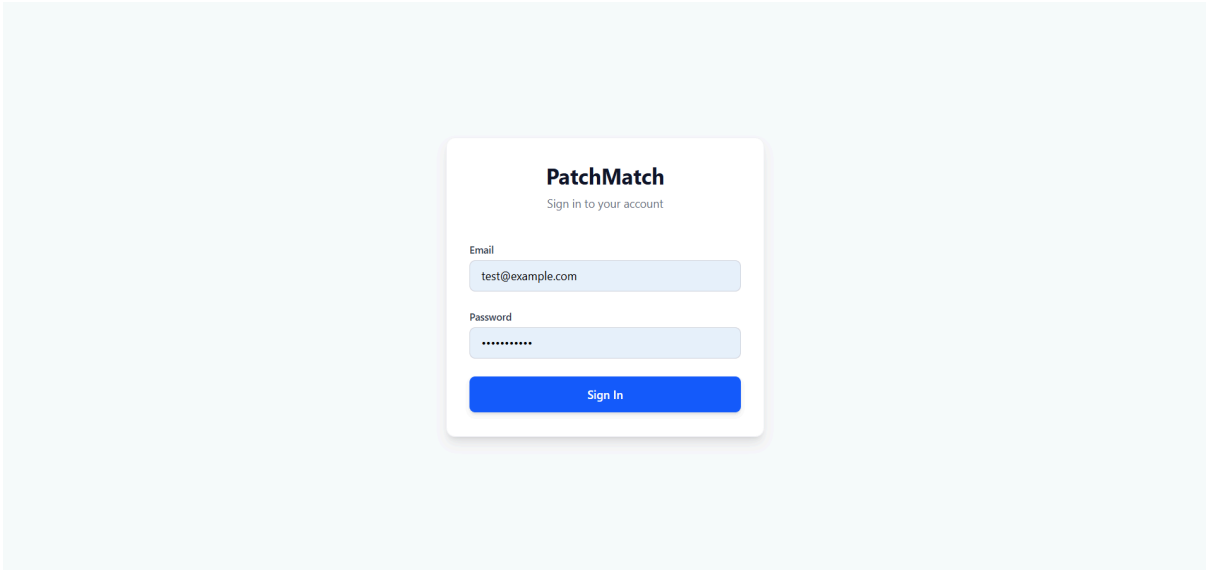 PatchMatch
Sign in to your account
Email
test@example.com
Password
•••••••••••
Sign In